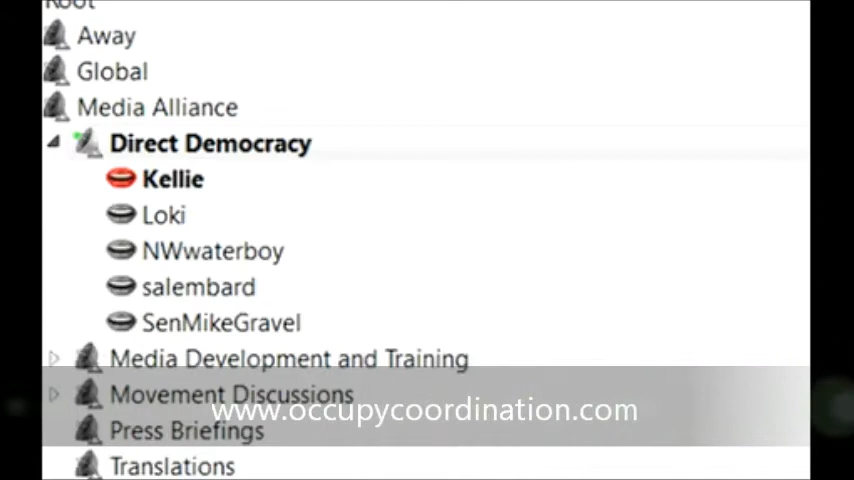 Root
Away
Global
Media Alliance
Direct Democracy
Kellie
Loki
NWwaterboy
salembard
SenMikeGravel
Media Development and Training
Movement Discussions
www.occupycoordination.com
Press Briefings
Translations